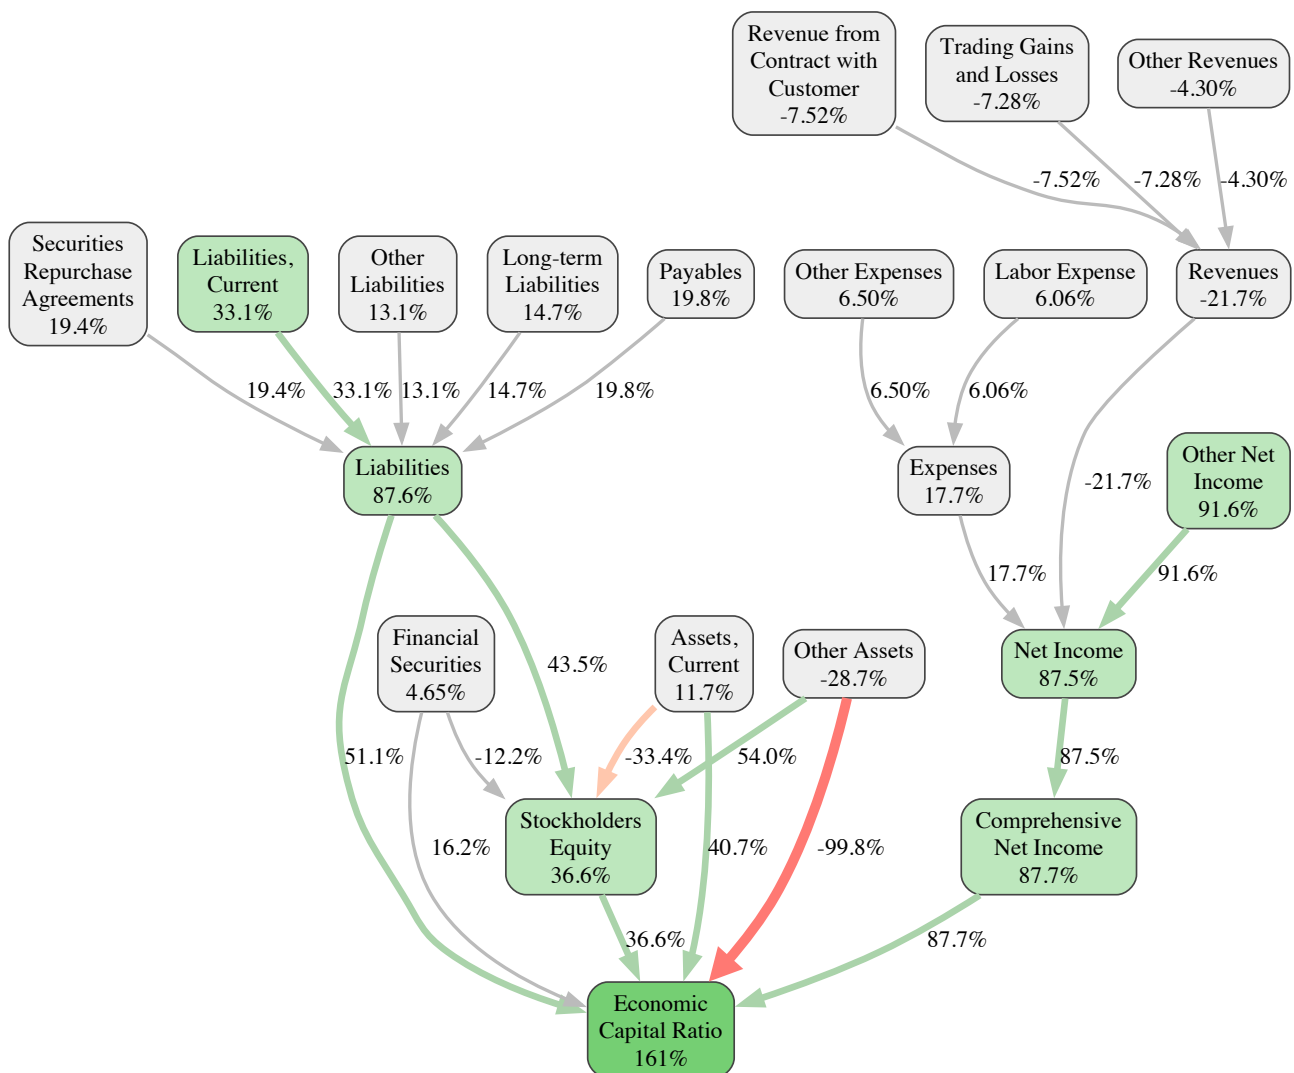 Revenue from
Contract with
Customer
-7.52%
Trading Gains
and Losses
-7.28%
Other Revenues
-4.30%
-7.52%
-7.28%
-4.30%
Securities
Repurchase
Agreements
19.4%
Liabilities,
Current
33.1%
Other
Liabilities
13.1%
Long-term
Liabilities
14.7%
Payables
19.8%
Other Expenses
6.50%
Labor Expense
6.06%
Revenues
-21.7%
19.4%
33.1%
13.1%
14.7%
19.8%
6.50%
6.06%
-21.7%
Liabilities
87.6%
Expenses
17.7%
Other Net
Income
91.6%
17.7%
91.6%
Financial
Securities
4.65%
43.5%
Assets,
Current
11.7%
Other Assets
-28.7%
Net Income
87.5%
51.1%
-12.2%
-33.4%
54.0%
87.5%
16.2%
Stockholders
Equity
36.6%
40.7%
-99.8%
Comprehensive
Net Income
87.7%
36.6%
87.7%
Economic
Capital Ratio
161%